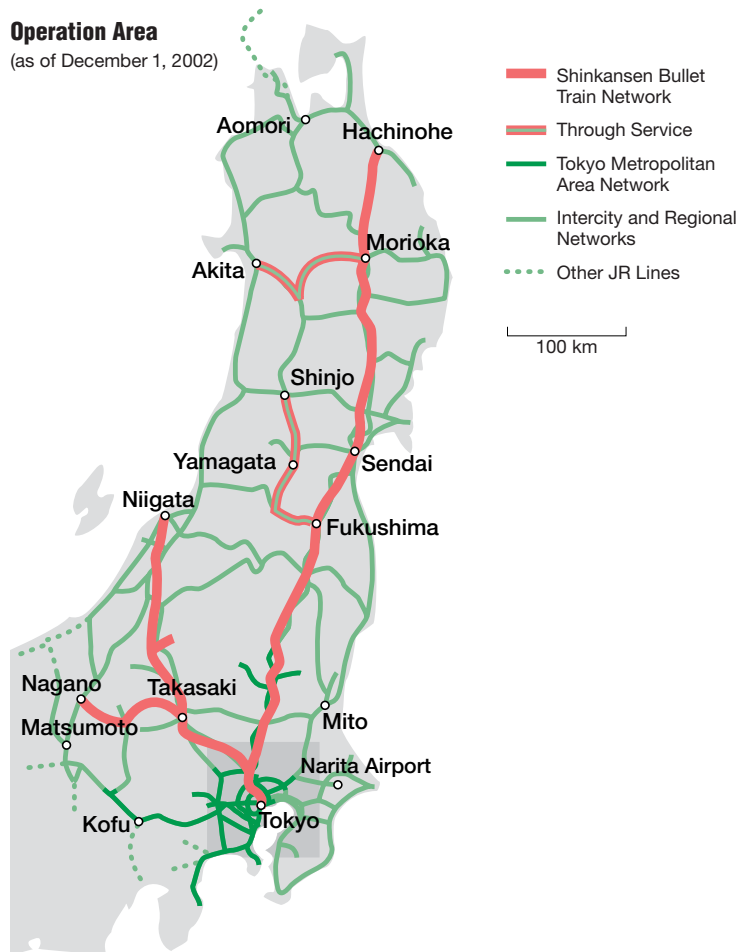 Operation Area
(as of December 1, 2002)
Shinkansen Bullet
Train Network
Through Service
Tokyo Metropolitan
Area Network
Intercity and Regional
Networks
Other JR Lines
100 km
Aomori
Hachinohe
Morioka
Akita
Shinjo
Yamagata
Sendai
Niigata
Fukushima
Nagano
Takasaki
Matsumoto
Mito
Narita Airport
Kofu
Tokyo